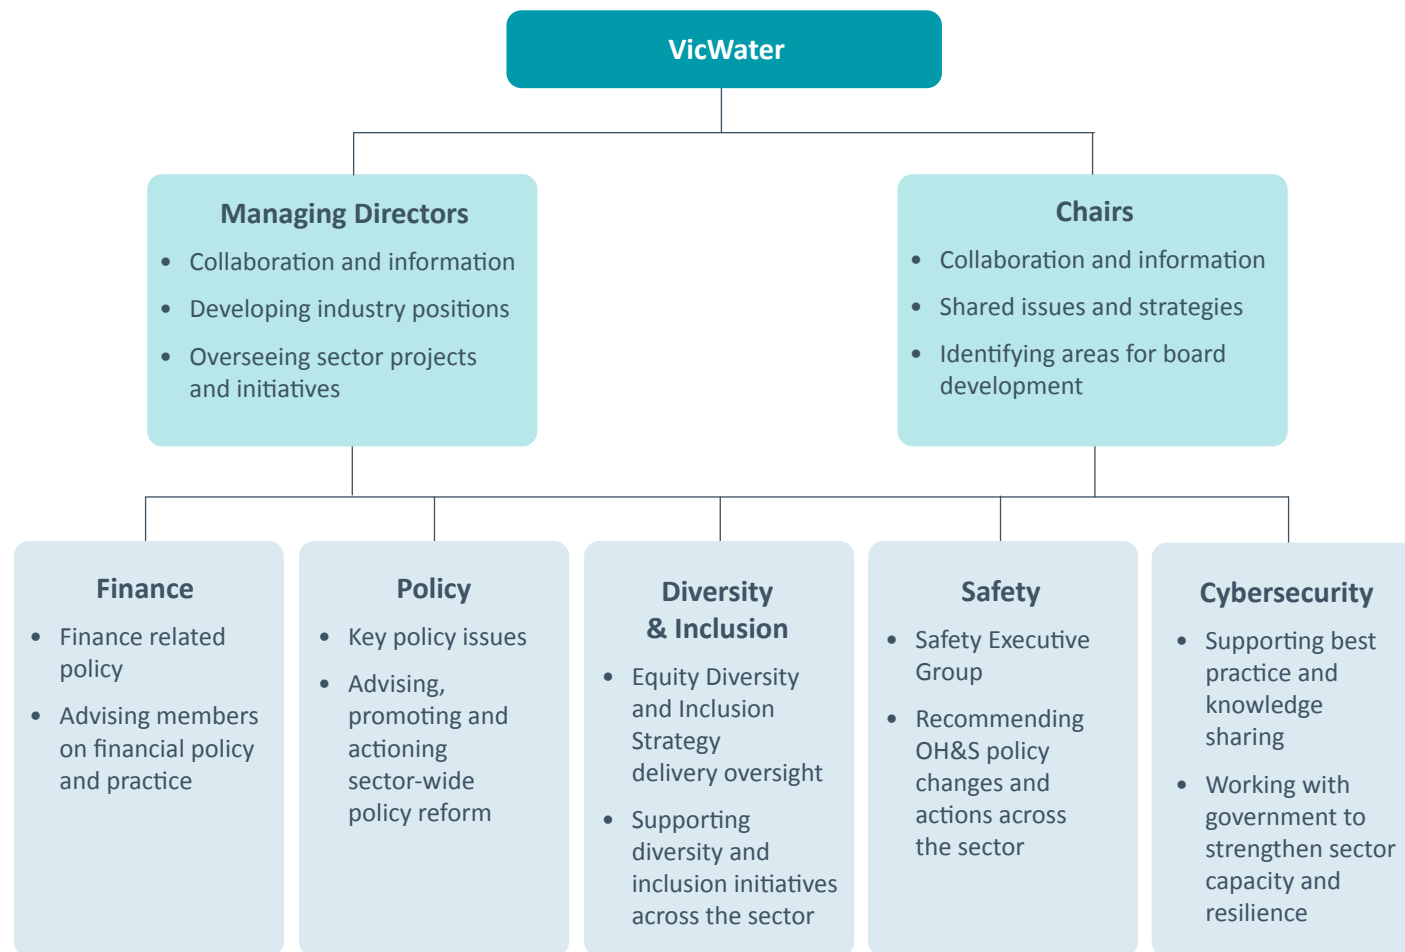 VicWater
Managing Directors
• Collaboration and information
• Developing industry positions
• Overseeing sector projects
and initiatives
Chairs
• Collaboration and information
• Shared issues and strategies
• Identifying areas for board
development
Finance
• Finance related
policy
• Advising members
on financial policy
and practice
Policy
• Key policy issues
• Advising,
promoting and
actioning
sector-wide
policy reform
Diversity
& Inclusion
• Equity Diversity
and Inclusion
Strategy
delivery oversight
• Supporting
diversity and
inclusion initiatives
across the sector
Safety
• Safety Executive
Group
• Recommending
OH&S policy
changes and
actions across
the sector
Cybersecurity
• Supporting best
practice and
knowledge
sharing
• Working with
government to
strengthen sector
capacity and
resilience